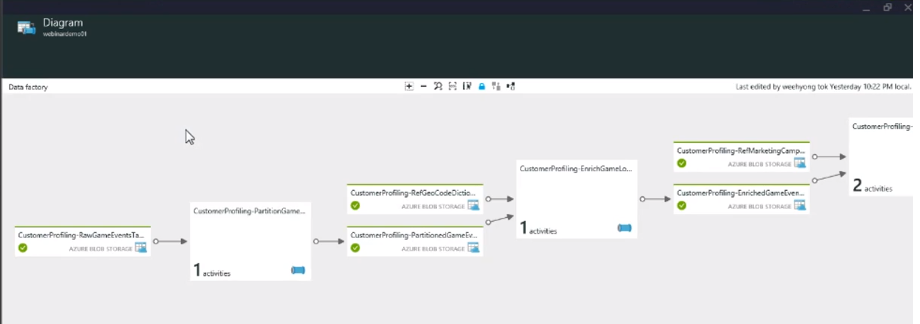 Diagram
webinardemo01
Data factory
Last edited by weehyong tok Yesterday 10:22 PM local.
CustomerProfiling-RawGameEventsTa...
AZURE BLOB STORAGE
CustomerProfiling-PartitionGame...
1 activities
CustomerProfiling-RefGeoCodeDictio...
AZURE BLOB STORAGE
CustomerProfiling-PartitionedGameEv...
AZURE BLOB STORAGE
CustomerProfiling-EnrichGameLo...
1 activities
CustomerProfiling-RefMarketingCamp...
AZURE BLOB STORAGE
CustomerProfiling-EnrichedGameEven...
AZURE BLOB STORAGE
CustomerProfiling-
2 activities